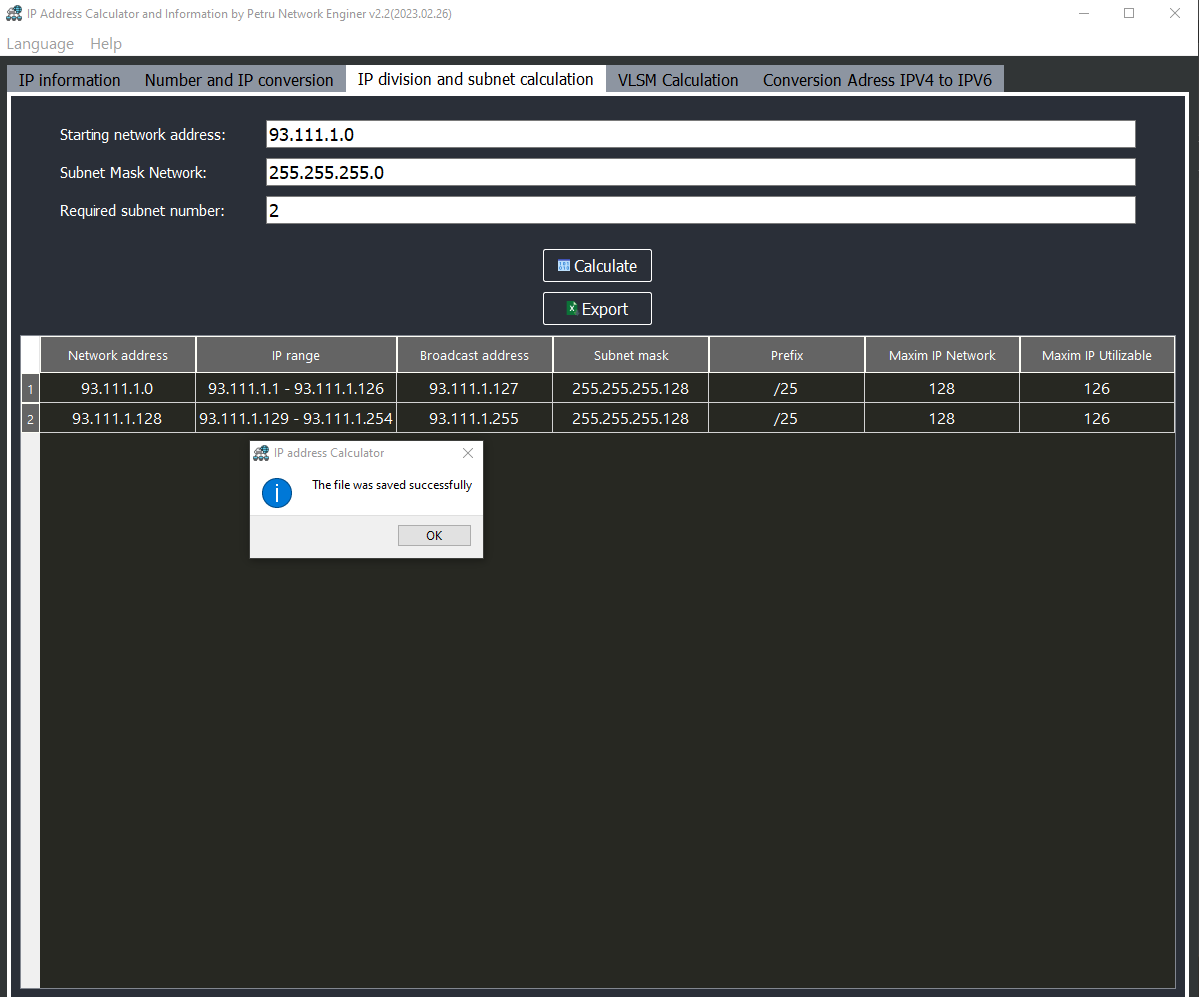 IP Address Calculator and Information by Petru Network Enginer v2.2(2023.02.26)
Language Help
IP information Number and IP conversion IP division and subnet calculation VLSM Calculation Conversion Adress IPV4 to IPV6
Starting network address: 93.111.1.0
Subnet Mask Network: 255.255.255.0
Required subnet number: 2
Calculate
Export
Network address IP range Broadcast address Subnet mask Prefix Maxim IP Network Maxim IP Utilizable
1 93.111.1.0 93.111.1.1 - 93.111.1.126 93.111.1.127 255.255.255.128 /25 128 126
2 93.111.1.128 93.111.1.129 - 93.111.1.254 93.111.1.255 255.255.255.128 /25 128 126
IP address Calculator
The file was saved successfully
OK